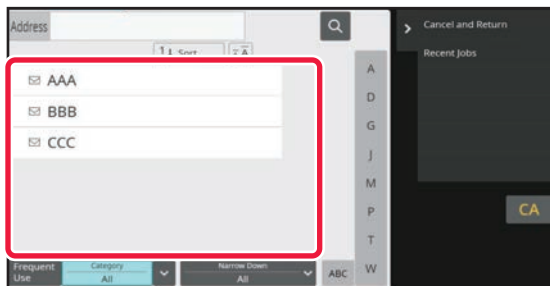 Address
Cancel and Return
Recent Jobs
Sort
A
AAA
BBB
CCC
A
D
G
J
M
P
T
W
CA
Frequent
Use
Category
All
Narrow Down
All
ABC